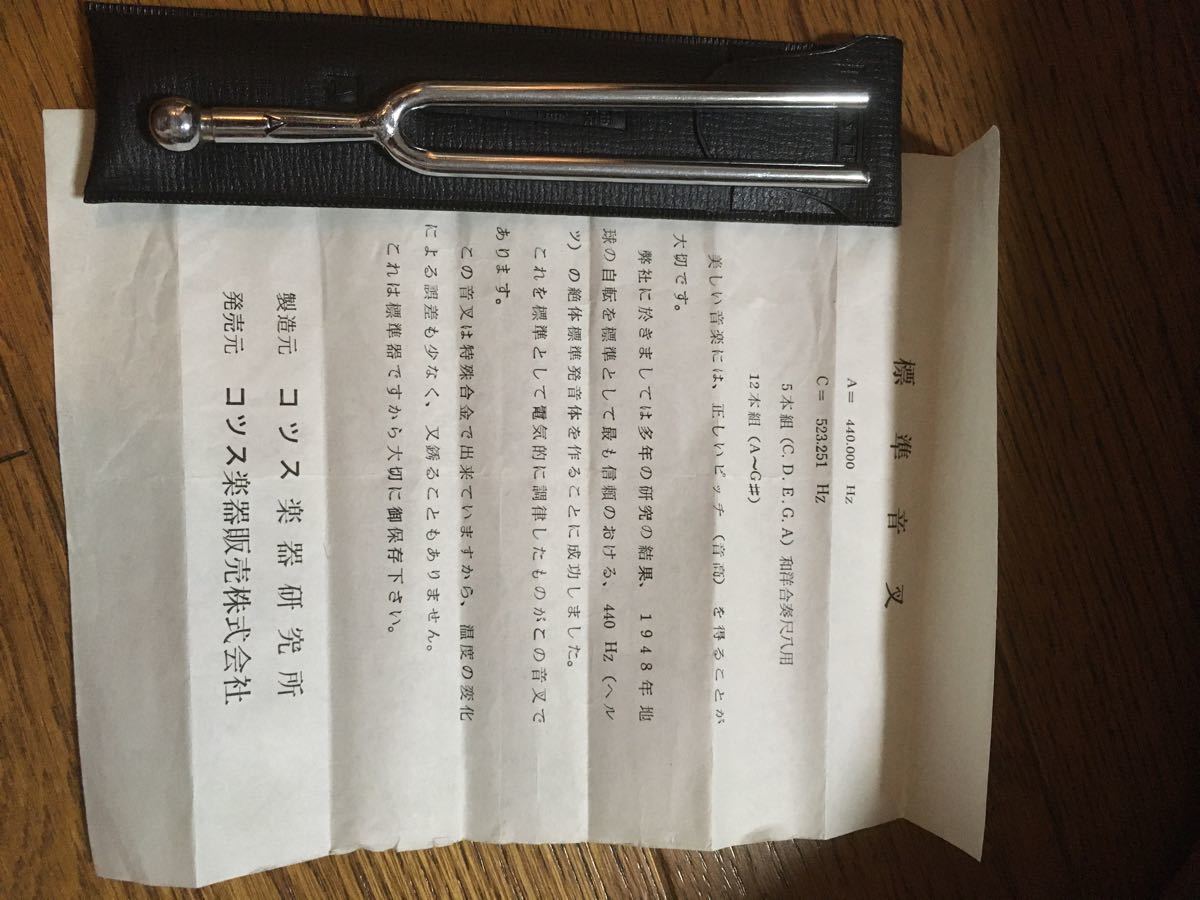 標準音叉
A= 440.000 Hz
C= 523.251 Hz
5本組(C.D.E.G.A)和洋合奏尺八用
12本組(A〜G♯)
美しい音楽には、正しいピッチ(音高)を得ることが
大切です。
弊社に於きましては多年の研究の結果、1948年地
球の自転を標準として最も信頼のおける、440 Hz(ヘル
ツ)の絶体標準発音体を作ることに成功しました。
これを標準として電気的に調律したものがこの音叉で
あります。
この音叉は特殊合金で出来ていますから、温度の変化
による誤差も少なく、又錆ることもありません。
これは標準器ですから大切に御保存下さい。
製造元 コツス楽器研究所
発売元 コツス楽器販売株式会社
A